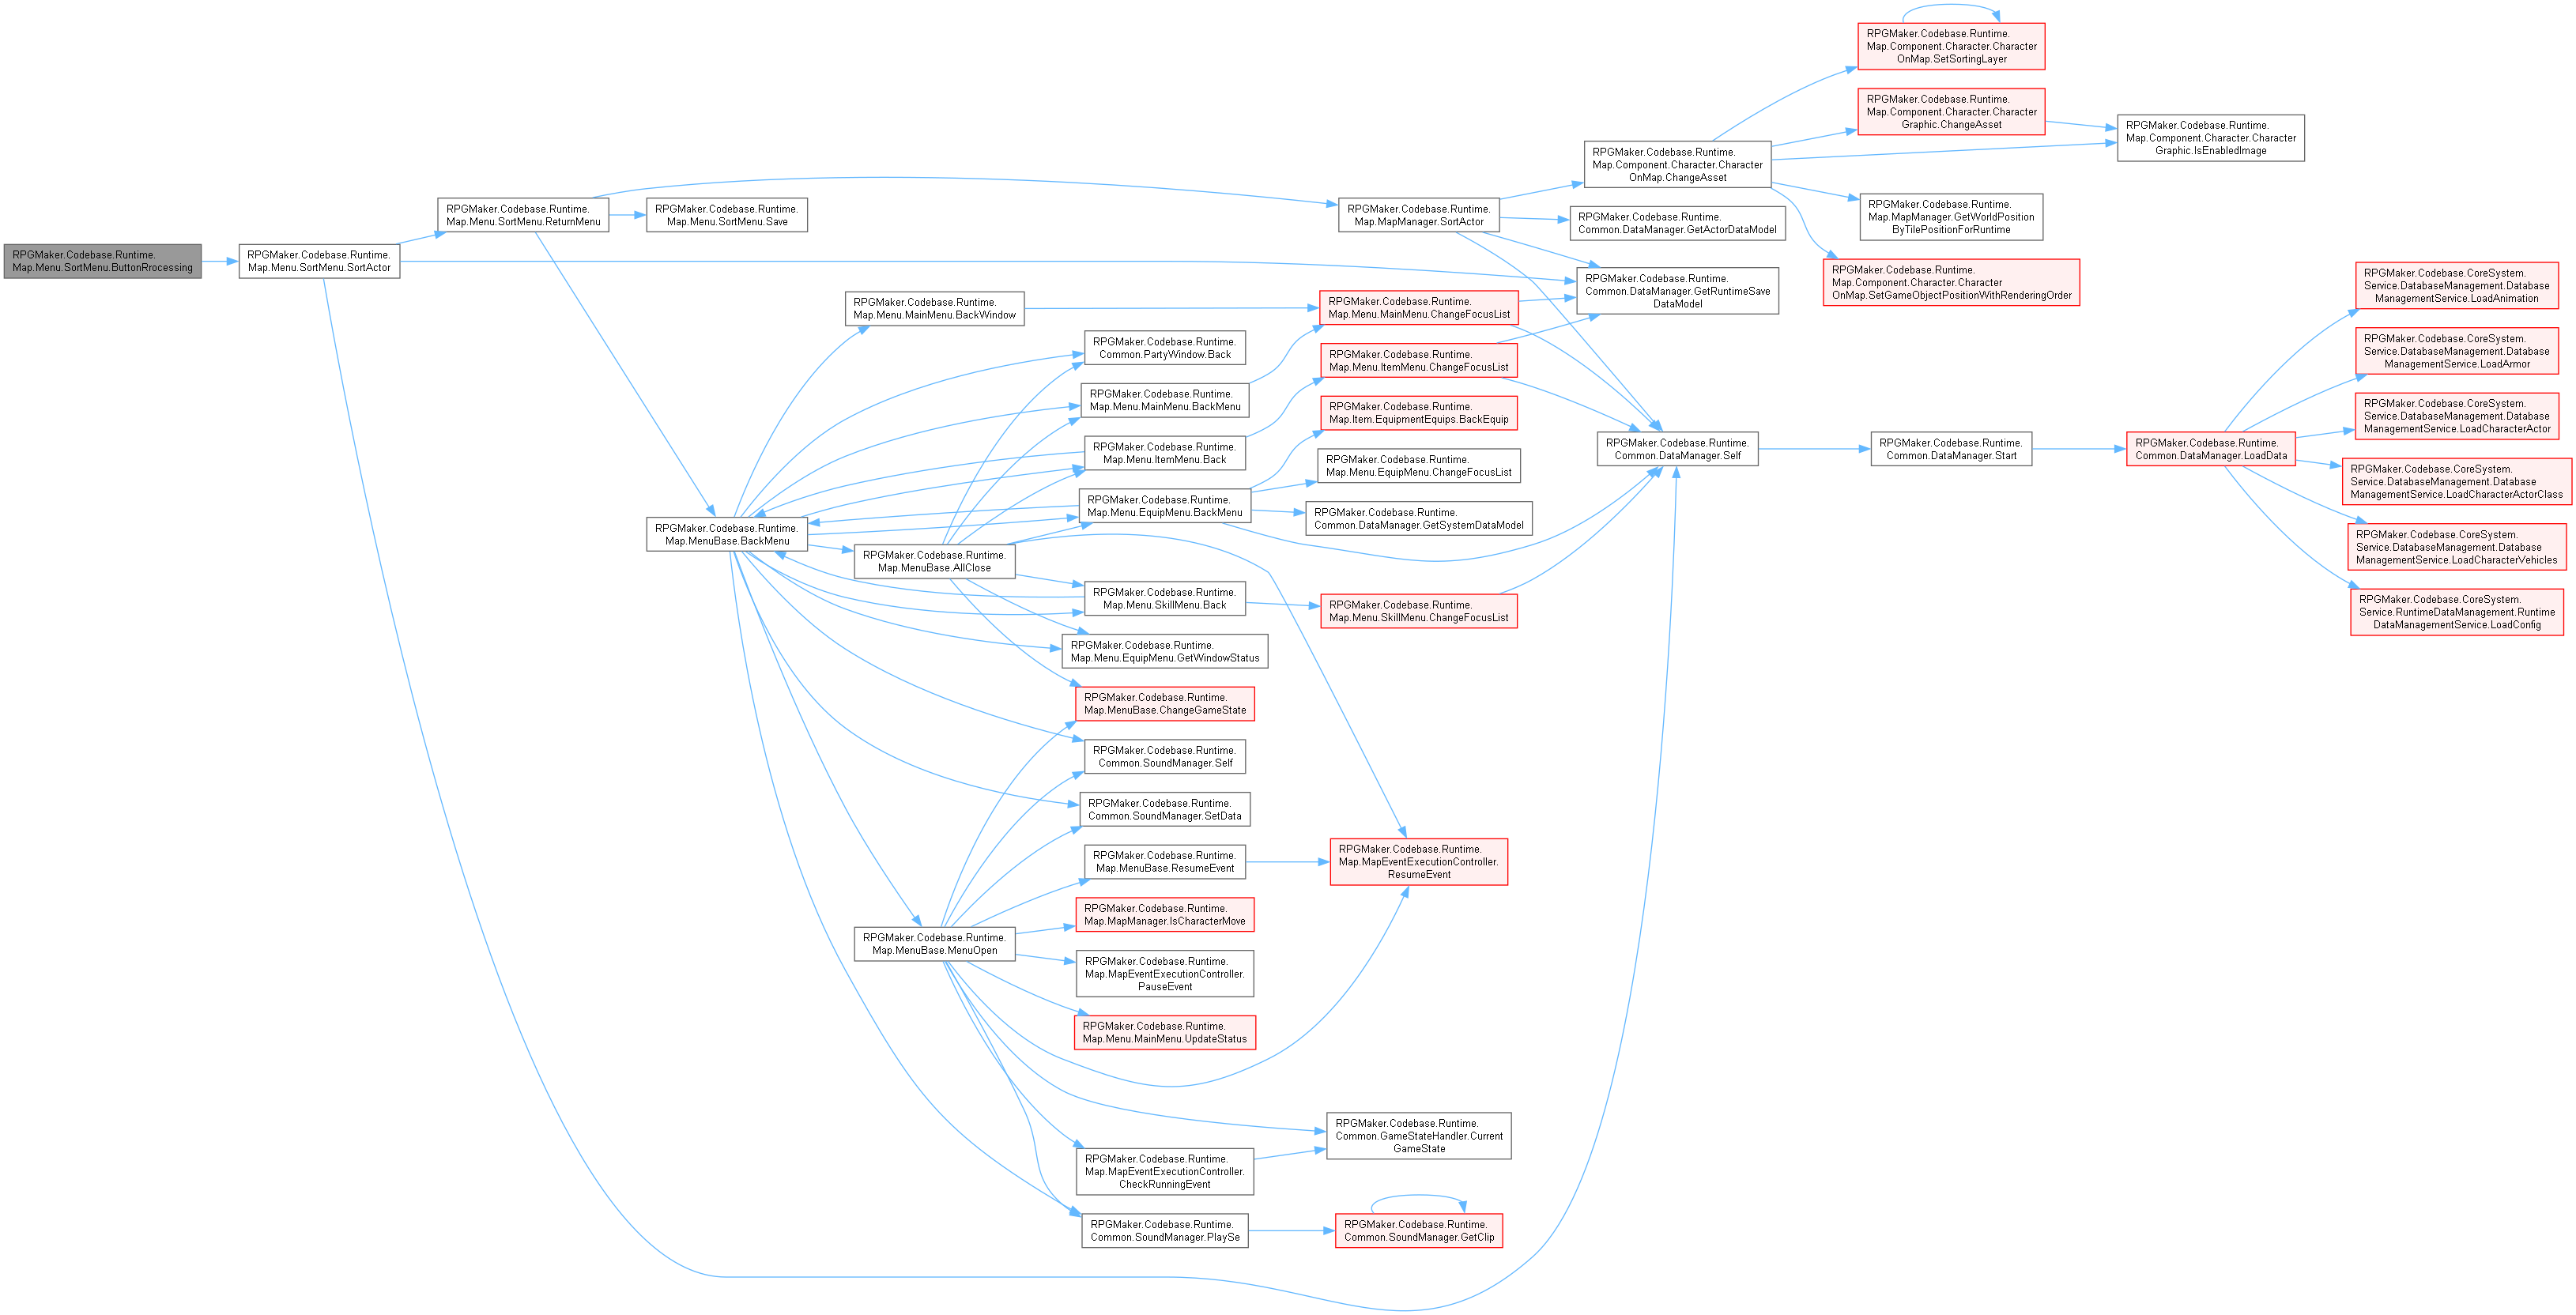 RPGMaker.Codebase.Runtime.
Map.Menu.SortMenu.ButtonRrocessing
RPGMaker.Codebase.Runtime.
Map.Menu.SortMenu.SortActor
RPGMaker.Codebase.Runtime.
Map.Menu.SortMenu.ReturnMenu
RPGMaker.Codebase.Runtime.
Map.Menu.SortMenu.Save
RPGMaker.Codebase.Runtime.
Map.MenuBase.BackMenu
RPGMaker.Codebase.Runtime.
Map.Menu.MainMenu.BackWindow
RPGMaker.Codebase.Runtime.
Map.MenuBase.AllClose
RPGMaker.Codebase.Runtime.
Map.MenuBase.MenuOpen
RPGMaker.Codebase.Runtime.
Common.PartyWindow.Back
RPGMaker.Codebase.Runtime.
Map.Menu.MainMenu.BackMenu
RPGMaker.Codebase.Runtime.
Map.Menu.ItemMenu.Back
RPGMaker.Codebase.Runtime.
Map.Menu.EquipMenu.BackMenu
RPGMaker.Codebase.Runtime.
Map.Menu.SkillMenu.Back
RPGMaker.Codebase.Runtime.
Map.Menu.EquipMenu.GetWindowStatus
RPGMaker.Codebase.Runtime.
Map.MenuBase.ChangeGameState
RPGMaker.Codebase.Runtime.
Common.SoundManager.Self
RPGMaker.Codebase.Runtime.
Common.SoundManager.SetData
RPGMaker.Codebase.Runtime.
Map.MenuBase.ResumeEvent
RPGMaker.Codebase.Runtime.
Map.MapManager.IsCharacterMove
RPGMaker.Codebase.Runtime.
Map.MapEventExecutionController.
PauseEvent
RPGMaker.Codebase.Runtime.
Map.Menu.MainMenu.UpdateStatus
RPGMaker.Codebase.Runtime.
Map.MapEventExecutionController.
CheckRunningEvent
RPGMaker.Codebase.Runtime.
Common.SoundManager.PlaySe
RPGMaker.Codebase.Runtime.
Map.MapManager.SortActor
RPGMaker.Codebase.Runtime.
Map.Menu.MainMenu.ChangeFocusList
RPGMaker.Codebase.Runtime.
Map.Menu.ItemMenu.ChangeFocusList
RPGMaker.Codebase.Runtime.
Map.Item.EquipmentEquips.BackEquip
RPGMaker.Codebase.Runtime.
Map.Menu.EquipMenu.ChangeFocusList
RPGMaker.Codebase.Runtime.
Common.DataManager.GetSystemDataModel
RPGMaker.Codebase.Runtime.
Map.Menu.SkillMenu.ChangeFocusList
RPGMaker.Codebase.Runtime.
Map.MapEventExecutionController.
ResumeEvent
RPGMaker.Codebase.Runtime.
Common.GameStateHandler.Current
GameState
RPGMaker.Codebase.Runtime.
Common.SoundManager.GetClip
RPGMaker.Codebase.Runtime.
Map.Component.Character.Character
OnMap.ChangeAsset
RPGMaker.Codebase.Runtime.
Common.DataManager.GetActorDataModel
RPGMaker.Codebase.Runtime.
Common.DataManager.GetRuntimeSave
DataModel
RPGMaker.Codebase.Runtime.
Common.DataManager.Self
RPGMaker.Codebase.Runtime.
Map.Component.Character.Character
OnMap.SetSortingLayer
RPGMaker.Codebase.Runtime.
Map.Component.Character.Character
Graphic.ChangeAsset
RPGMaker.Codebase.Runtime.
Map.Component.Character.Character
Graphic.IsEnabledImage
RPGMaker.Codebase.Runtime.
Map.MapManager.GetWorldPosition
ByTilePositionForRuntime
RPGMaker.Codebase.Runtime.
Map.Component.Character.Character
OnMap.SetGameObjectPositionWithRenderingOrder
RPGMaker.Codebase.Runtime.
Common.DataManager.Start
RPGMaker.Codebase.Runtime.
Common.DataManager.LoadData
RPGMaker.Codebase.CoreSystem.
Service.DatabaseManagement.Database
ManagementService.LoadAnimation
RPGMaker.Codebase.CoreSystem.
Service.DatabaseManagement.Database
ManagementService.LoadArmor
RPGMaker.Codebase.CoreSystem.
Service.DatabaseManagement.Database
ManagementService.LoadCharacterActor
RPGMaker.Codebase.CoreSystem.
Service.DatabaseManagement.Database
ManagementService.LoadCharacterActorClass
RPGMaker.Codebase.CoreSystem.
Service.DatabaseManagement.Database
ManagementService.LoadCharacterVehicles
RPGMaker.Codebase.CoreSystem.
Service.RuntimeDataManagement.Runtime
DataManagementService.LoadConfig